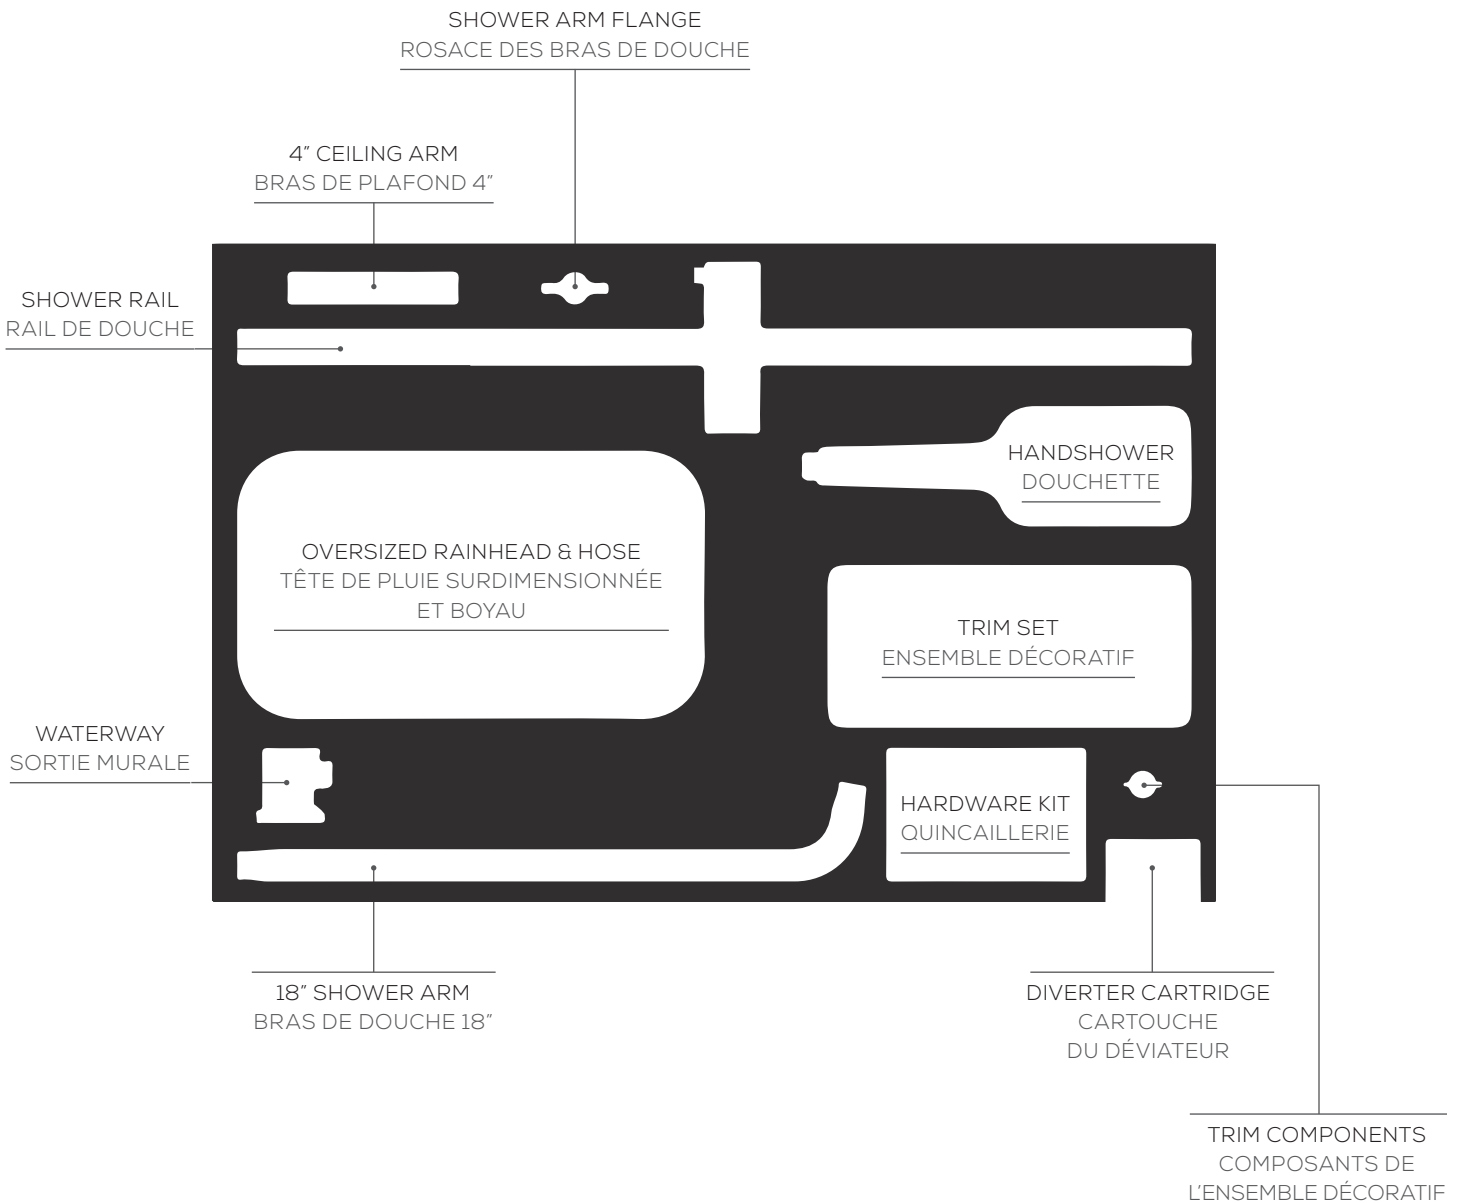 SHOWER ARM FLANGE
ROSACE DES BRAS DE DOUCHE
4" CEILING ARM
BRAS DE PLAFOND 4"
SHOWER RAIL
RAIL DE DOUCHE
HANDSHOWER
DOUCHETTE
OVERSIZED RAINHEAD & HOSE
TÊTE DE PLUIE SURDIMENSIONNÉE
ET BOYAU
TRIM SET
ENSEMBLE DÉCORATIF
WATERWAY
SORTIE MURALE
HARDWARE KIT
QUINCAILLERIE
18" SHOWER ARM
BRAS DE DOUCHE 18"
DIVERTER CARTRIDGE
CARTOUCHE
DU DÉVIATEUR
TRIM COMPONENTS
COMPOSANTS DE
L'ENSEMBLE DÉCORATIF